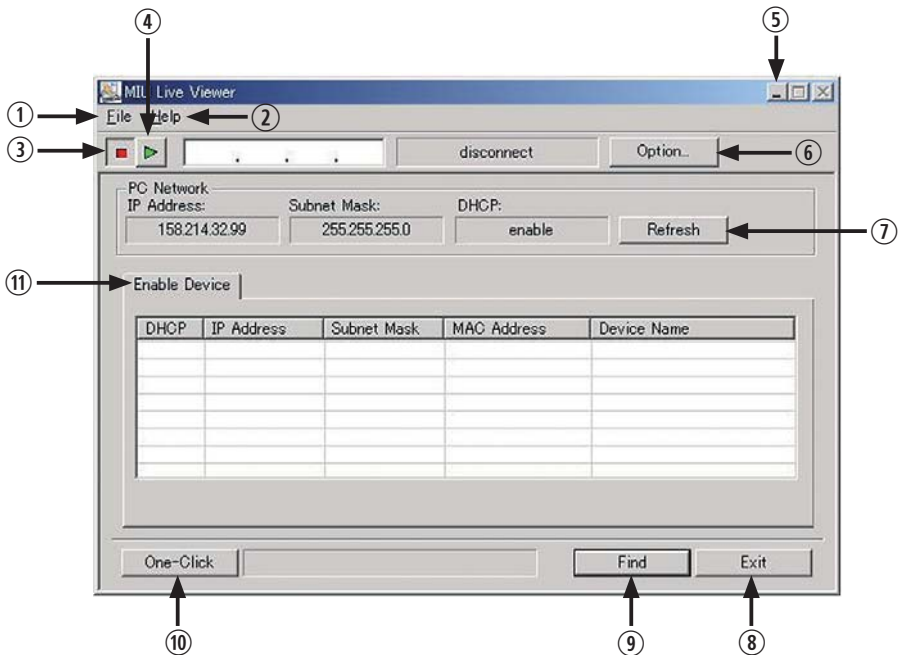 ④ ⑤
MIU Live Viewer
① File Help ②
③ . . . disconnect Option... ⑥
PC Network
IP Address: Subnet Mask: DHCP:
158.214.32.99 255.255.255.0 enable Refresh ⑦
⑪ Enable Device
DHCP IP Address Subnet Mask MAC Address Device Name
One-Click Find Exit
⑩ ⑨ ⑧